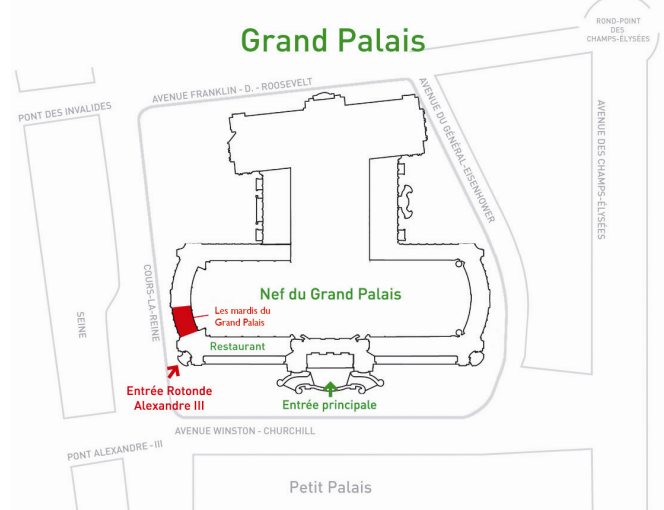 Grand Palais
ROND-POINT
DES
CHAMPS-ÉLYSÉES
AVENUE FRANKLIN - D. - ROOSEVELT
PONT DES INVALIDES
AVENUE DU GÉNÉRAL-EISENHOWER
AVENUE DES CHAMPS-ÉLYSÉES
COURS-LA-REINE
SEINE
Nef du Grand Palais
Les mardis du
Grand Palais
Restaurant
Entrée Rotonde
Alexandre III
Entrée principale
AVENUE WINSTON - CHURCHILL
PONT ALEXANDRE - III
Petit Palais